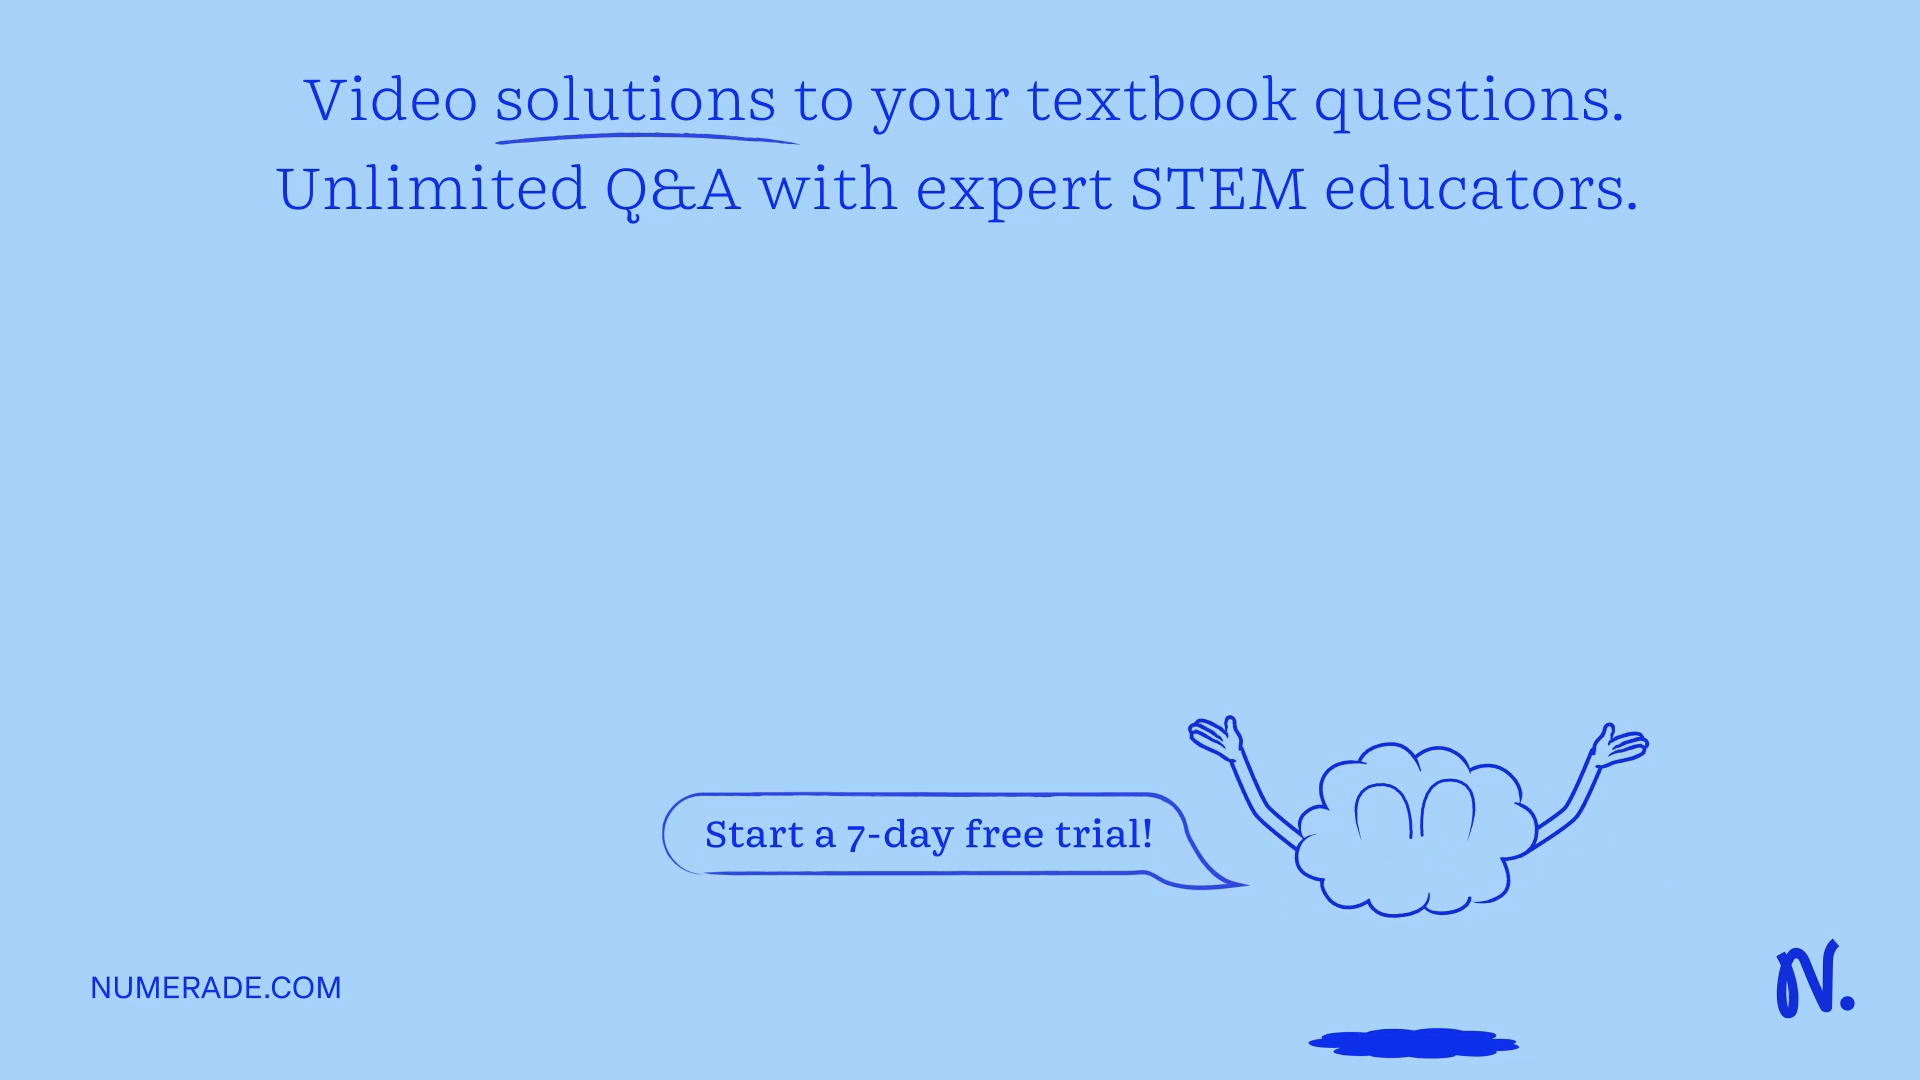 Video solutions to your textbook questions.
Unlimited Q&A with expert STEM educators.
Start a 7-day free trial!
NUMERADE.COM
N.